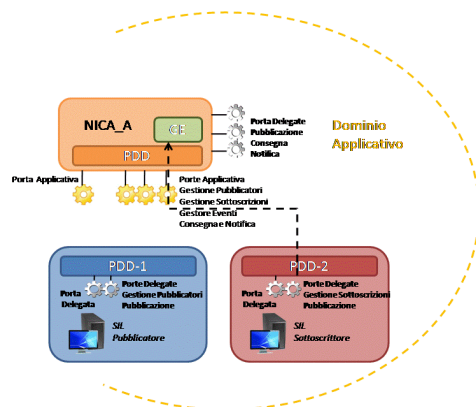 NICA_A
GE
PDD
Porta Delegate
Pubblicazione
Consegna
Notifica
Dominio
Applicativo
Porta Applicativa
Porte Applicativa
Gestione Pubblicatori
Gestione Sottoscrizioni
Gestore Eventi
Consegna e Notifica
PDD-1
Porta
Delegata
Porte Delegate
Gestione Pubblicatori
Pubblicazione
SIL
Pubblicatore
PDD-2
Porta
Delegata
Porte Delegate
Gestione Sottoscrizioni
Pubblicazione
SIL
Sottoscrittore